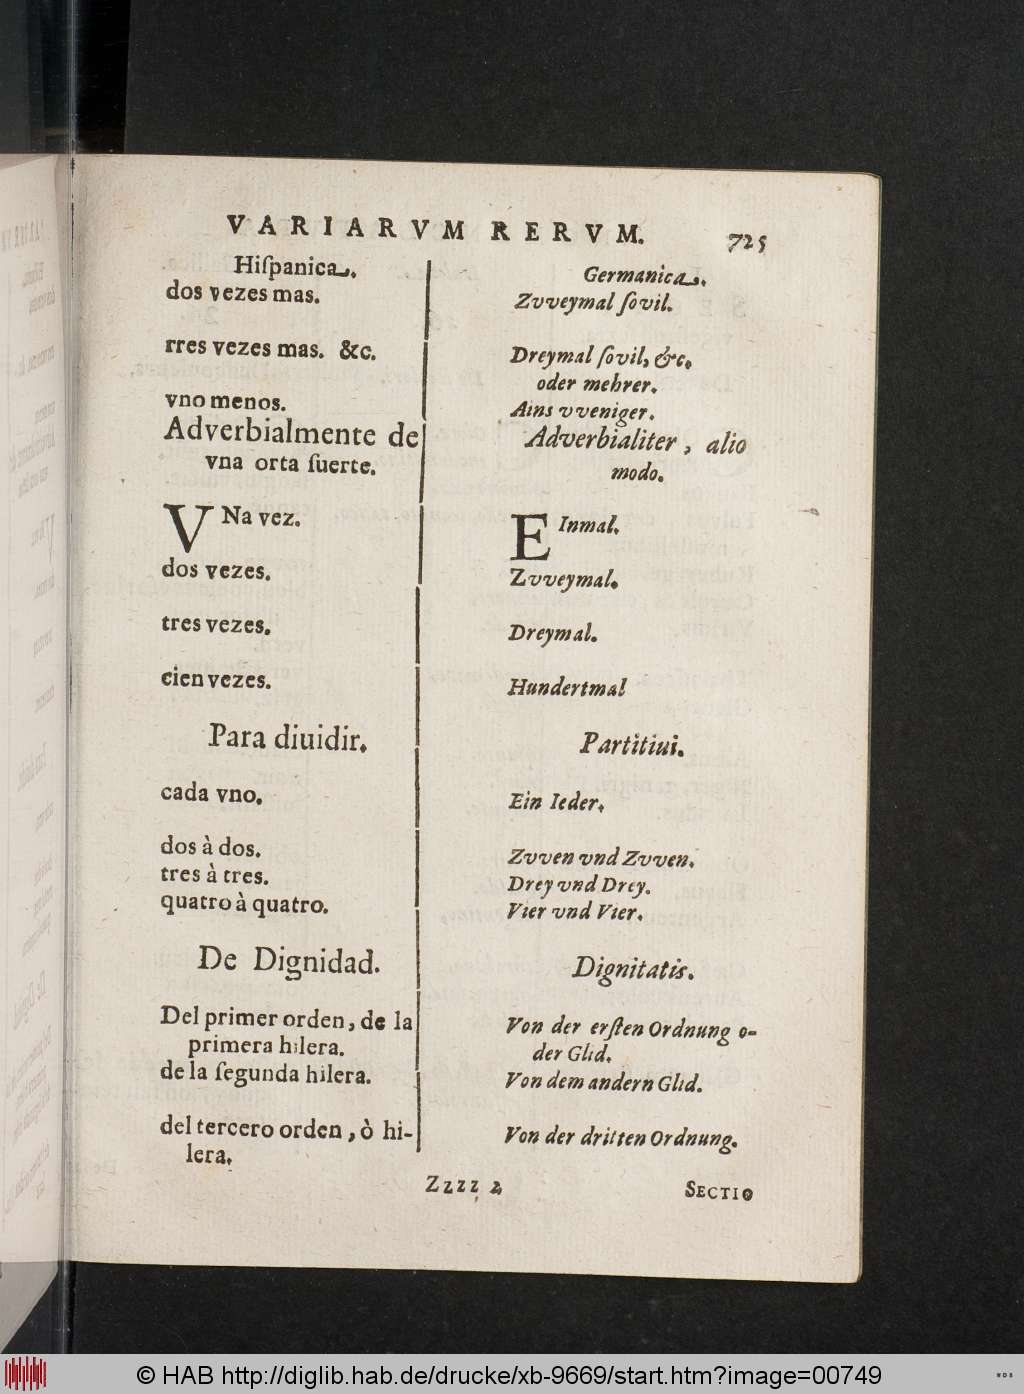 VARIARVM RERVM. 725
Hiſpanica.
dos vezes mas.
rres vezes mas. &c.
vno menos.
Adverbialmente de
vna orta ſuerte.
VNa vez.
dos vezes.
tres vezes.
cien vezes.
Para diuidir.
cada vno.
dos à dos.
tres à tres.
quatro à quatro.
De Dignidad.
Del primer orden, de la
primera hilera.
de la ſegunda hilera.
del tercero orden, ò hi-
lera.
Germanica.
Zvveymal ſovil.
Dreymal ſovil, &c.
oder mehrer.
Ains vveniger.
Adverbialiter, alio
modo.
EInmal.
Zvveymal.
Dreymal.
Hundertmal
Partitiui.
Ein Ieder.
Zvven vnd Zvven.
Drey vnd Drey.
Vier vnd Vier.
Dignitatis.
Von der erſten Ordnung o-
der Glid.
Von dem andern Glid.
Von der dritten Ordnung.
Zzzz 2
SECTIO
© HAB http://diglib.hab.de/drucke/xb-9669/start.htm?image=00749